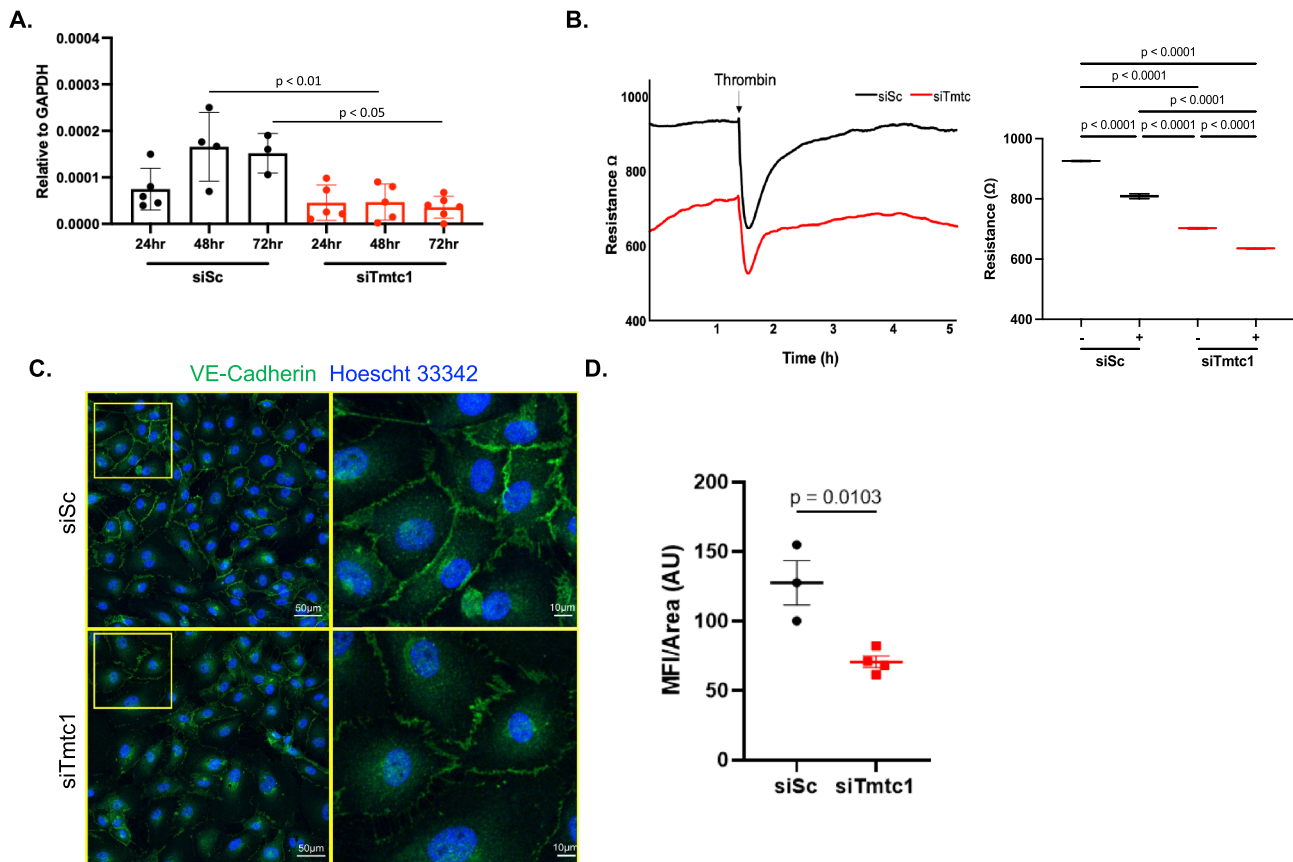 A.
0.0004
0.0003
0.0002
0.0001
0.0000
Relative to GAPDH
p < 0.01
p < 0.05
24hr 48hr 72hr 24hr 48hr 72hr
siSc siTmtc1
B.
Thrombin
siSc siTmtc
1000
800
600
400
Resistance Ω
1 2 3 4 5
Time (h)
p < 0.0001
p < 0.0001
p < 0.0001
p < 0.0001 p < 0.0001 p < 0.0001
1000
800
600
400
Resistance (Ω)
- + - +
siSc siTmtc1
C.
VE-Cadherin Hoescht 33342
siSc
50µm 10µm
siTmtc1
50µm 10µm
D.
200
150
100
50
0
MFI/Area (AU)
p = 0.0103
siSc siTmtc1